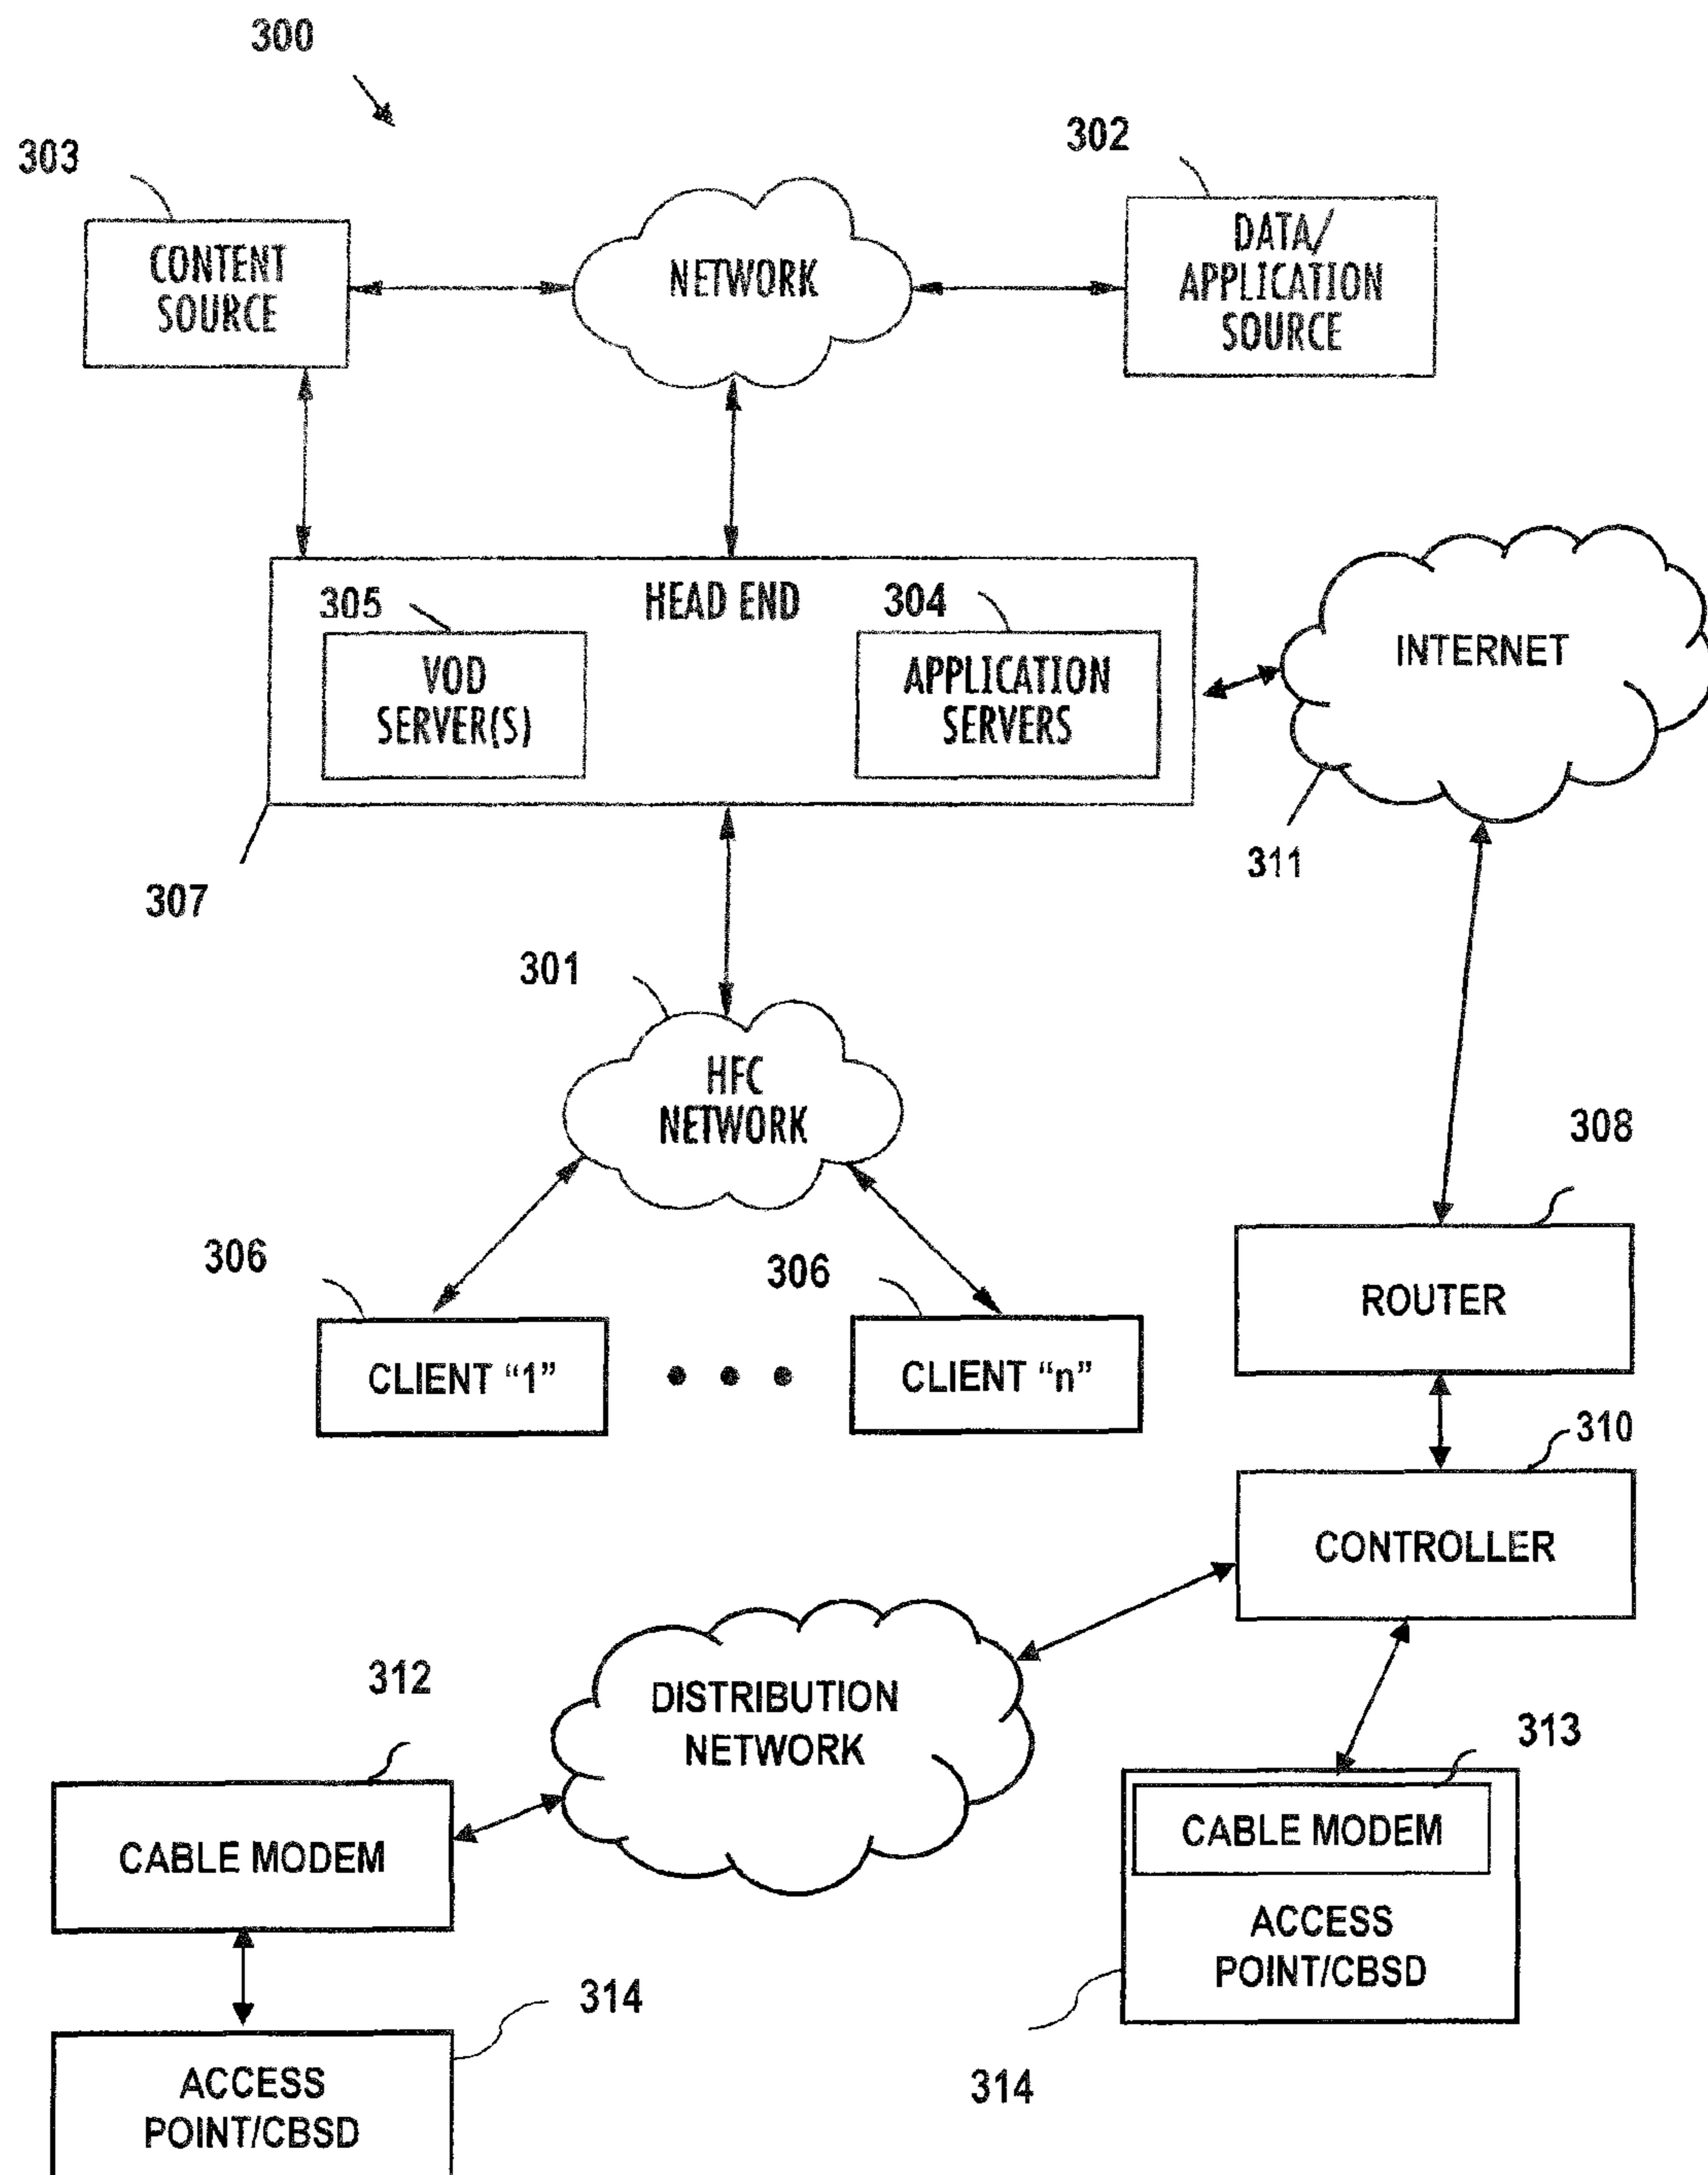 300
303
302
CONTENT
SOURCE
NETWORK
DATA/
APPLICATION
SOURCE
305
HEAD END
304
VOD
SERVER(S)
APPLICATION
SERVERS
INTERNET
307
311
301
HFC
NETWORK
308
306
306
ROUTER
CLIENT “1”
• • •
CLIENT “n”
310
CONTROLLER
312
DISTRIBUTION
NETWORK
313
CABLE MODEM
CABLE MODEM
ACCESS
POINT/CBSD
314
314
ACCESS
POINT/CBSD